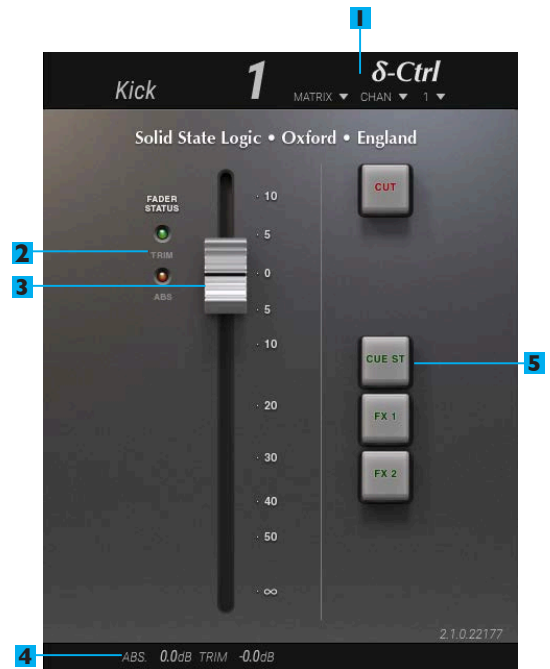 1
Kick 1 δ-Ctrl
MATRIX ▼ CHAN ▼ 1 ▼
Solid State Logic • Oxford • England
CUT
FADER
STATUS
TRIM
ABS
2
3
10
5
0
5
10
20
30
40
50
∞
CUE ST
5
FX 1
FX 2
2.1.0.22177
4
ABS. 0.0dB TRIM -0.0dB